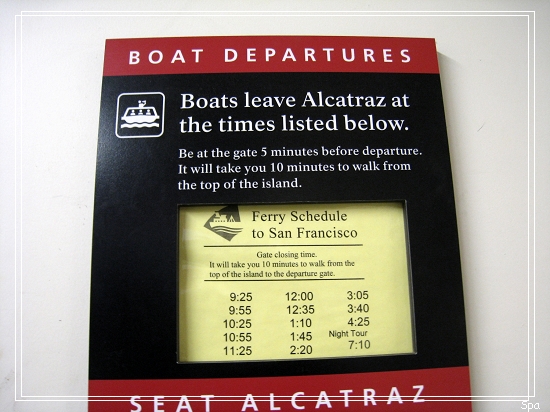 BOAT DEPARTURES
Boats leave Alcatraz at
the times listed below.
Be at the gate 5 minutes before departure.
It will take you 10 minutes to walk from
the top of the island.
Ferry Schedule
to San Francisco
Gate closing time.
It will take you 10 minutes to walk from the
top of the island to the departure gate.
9:25 12:00 3:05
9:55 12:35 3:40
10:25 1:10 4:25
10:55 1:45 Night Tour
11:25 2:20 7:10
SEAT ALCATRAZ
Spa